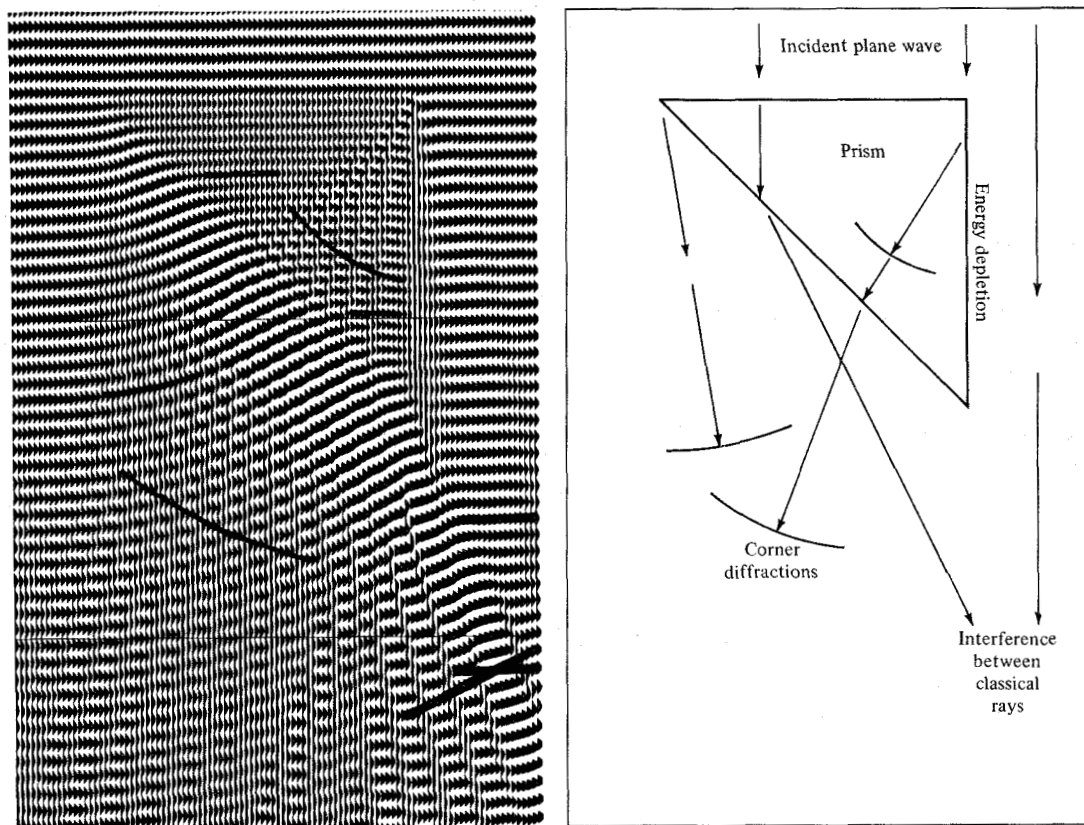 Incident plane wave
Prism
Energy depletion
Corner
diffractions
Interference
between
classical
rays